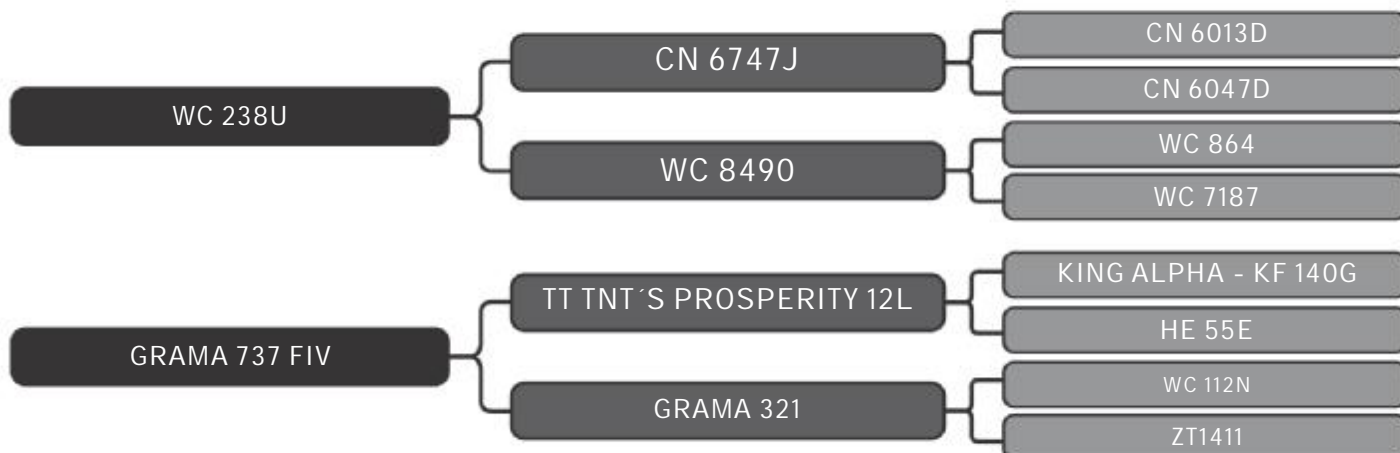 WC 238U
CN 6747J
CN 6013D
CN 6047D
WC 8490
WC 864
WC 7187
GRAMA 737 FIV
TT TNT´S PROSPERITY 12L
KING ALPHA - KF 140G
HE 55E
GRAMA 321
WC 112N
ZT1411